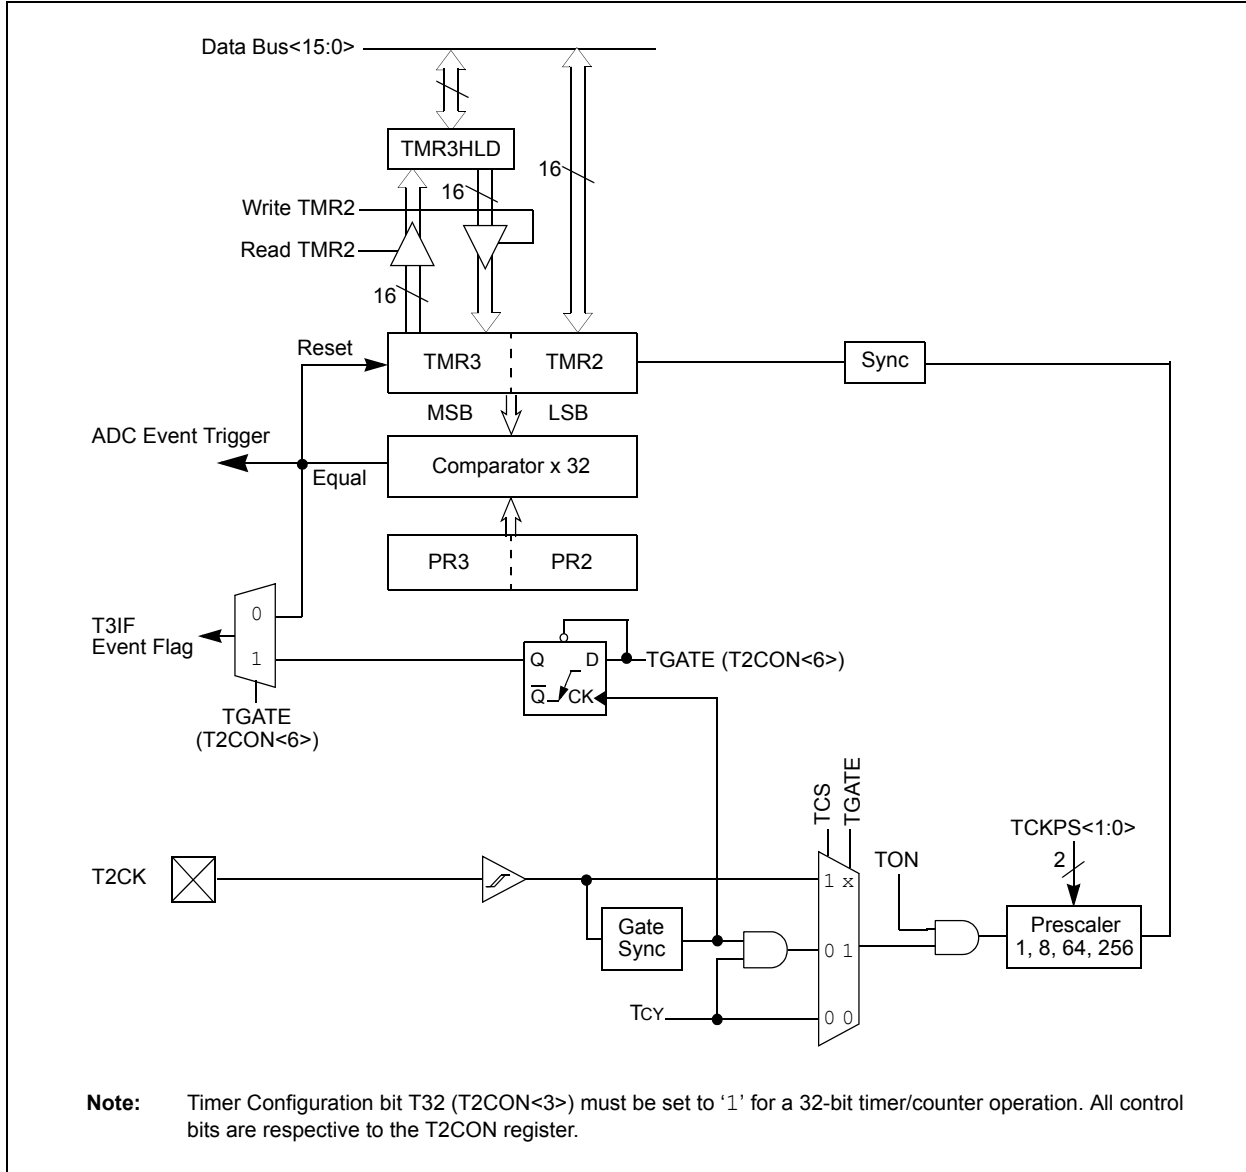 Data Bus<15:0>
TMR3HLD
16
16
Write TMR2
Read TMR2
16
Reset
TMR3
TMR2
Sync
MSB
LSB
ADC Event Trigger
Equal
Comparator x 32
PR3
PR2
0
1
T3IF
Event Flag
Q
D
Q
CK
TGATE (T2CON<6>)
TGATE
(T2CON<6>)
TCS
TGATE
TCKPS<1:0>
2
T2CK
1 x
TON
Gate
Sync
0 1
Prescaler
1, 8, 64, 256
TCY
0 0
Note: Timer Configuration bit T32 (T2CON<3>) must be set to ‘1’ for a 32-bit timer/counter operation. All control
bits are respective to the T2CON register.